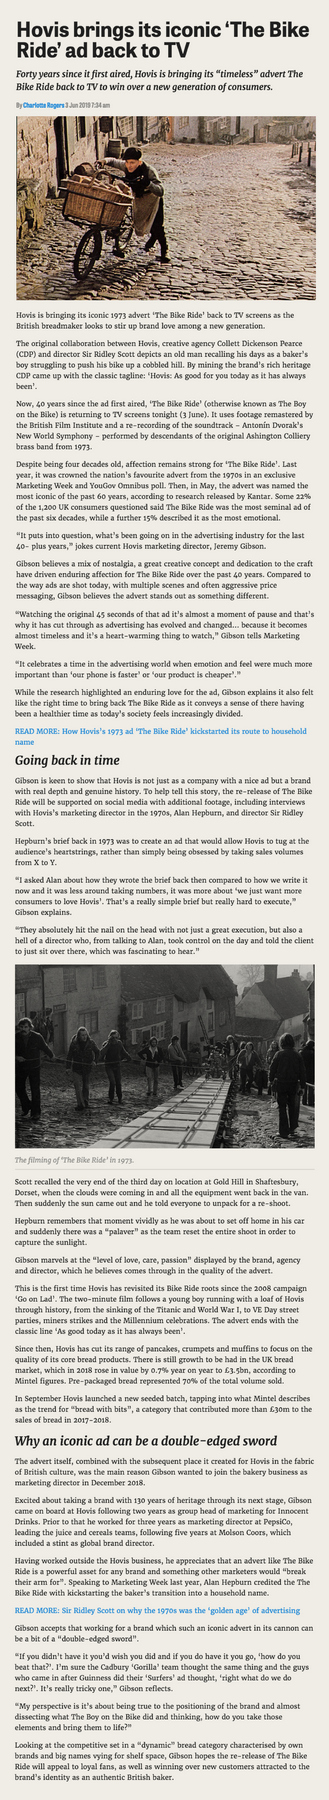 Hovis brings its iconic ‘The Bike
Ride’ ad back to TV
Forty years since it first aired, Hovis is bringing its “timeless” advert The
Bike Ride back to TV to win over a new generation of consumers.
By Charlotte Rogers 3 Jun 2019 7:34 am
Hovis is bringing its iconic 1973 advert ‘The Bike Ride’ back to TV screens as the
British breadmaker looks to stir up brand love among a new generation.
The original collaboration between Hovis, creative agency Collett Dickenson Pearce
(CDP) and director Sir Ridley Scott depicts an old man recalling his days as a baker’s
boy struggling to push his bike up a cobbled hill. By mining the brand’s rich heritage
CDP came up with the classic tagline: ‘Hovis: As good for you today as it has always
been’.
Now, 40 years since the ad first aired, ‘The Bike Ride’ (otherwise known as The Boy
on the Bike) is returning to TV screens tonight (3 June). It uses footage remastered by
the British Film Institute and a re-recording of the soundtrack – Antonín Dvorak’s
New World Symphony – performed by descendants of the original Ashington Colliery
brass band from 1973.
Despite being four decades old, affection remains strong for ‘The Bike Ride’. Last
year, it was crowned the nation’s favourite advert from the 1970s in an exclusive
Marketing Week and YouGov Omnibus poll. Then, in May, the advert was named the
most iconic of the past 60 years, according to research released by Kantar. Some 22%
of the 1,200 UK consumers questioned said The Bike Ride was the most seminal ad of
the past six decades, while a further 15% described it as the most emotional.
“It puts into question, what’s been going on in the advertising industry for the last
40- plus years,” jokes current Hovis marketing director, Jeremy Gibson.
Gibson believes a mix of nostalgia, a great creative concept and dedication to the craft
have driven enduring affection for The Bike Ride over the past 40 years. Compared to
the way ads are shot today, with multiple scenes and often aggressive price
messaging, Gibson believes the advert stands out as something different.
“Watching the original 45 seconds of that ad it’s almost a moment of pause and that’s
why it has cut through as advertising has evolved and changed… because it becomes
almost timeless and it’s a heart-warming thing to watch,” Gibson tells Marketing
Week.
“It celebrates a time in the advertising world when emotion and feel were much more
important than ‘our phone is faster’ or ‘our product is cheaper’.”
While the research highlighted an enduring love for the ad, Gibson explains it also felt
like the right time to bring back The Bike Ride as it conveys a sense of there having
been a healthier time as today’s society feels increasingly divided.
READ MORE: How Hovis’s 1973 ad ‘The Bike Ride’ kickstarted its route to household
name
Going back in time
Gibson is keen to show that Hovis is not just as a company with a nice ad but a brand
with real depth and genuine history. To help tell this story, the re-release of The Bike
Ride will be supported on social media with additional footage, including interviews
with Hovis’s marketing director in the 1970s, Alan Hepburn, and director Sir Ridley
Scott.
Hepburn’s brief back in 1973 was to create an ad that would allow Hovis to tug at the
audience’s heartstrings, rather than simply being obsessed by taking sales volumes
from X to Y.
“I asked Alan about how they wrote the brief back then compared to how we write it
now and it was less around taking numbers, it was more about ‘we just want more
consumers to love Hovis’. That’s a really simple brief but really hard to execute,”
Gibson explains.
“They absolutely hit the nail on the head with not just a great execution, but also a
hell of a director who, from talking to Alan, took control on the day and told the client
to just sit over there, which was fascinating to hear.”
The filming of ‘The Bike Ride’ in 1973.
Scott recalled the very end of the third day on location at Gold Hill in Shaftesbury,
Dorset, when the clouds were coming in and all the equipment went back in the van.
Then suddenly the sun came out and he told everyone to unpack for a re-shoot.
Hepburn remembers that moment vividly as he was about to set off home in his car
and suddenly there was a “palaver” as the team reset the entire shoot in order to
capture the sunlight.
Gibson marvels at the “level of love, care, passion” displayed by the brand, agency
and director, which he believes comes through in the quality of the advert.
This is the first time Hovis has revisited its Bike Ride roots since the 2008 campaign
‘Go on Lad’. The two-minute film follows a young boy running with a loaf of Hovis
through history, from the sinking of the Titanic and World War I, to VE Day street
parties, miners strikes and the Millennium celebrations. The advert ends with the
classic line ‘As good today as it has always been’.
Since then, Hovis has cut its range of pancakes, crumpets and muffins to focus on the
quality of its core bread products. There is still growth to be had in the UK bread
market, which in 2018 rose in value by 0.7% year on year to £3.5bn, according to
Mintel figures. Pre-packaged bread represented 70% of the total volume sold.
In September Hovis launched a new seeded batch, tapping into what Mintel describes
as the trend for “bread with bits”, a category that contributed more than £30m to the
sales of bread in 2017-2018.
Why an iconic ad can be a double-edged sword
The advert itself, combined with the subsequent place it created for Hovis in the fabric
of British culture, was the main reason Gibson wanted to join the bakery business as
marketing director in December 2018.
Excited about taking a brand with 130 years of heritage through its next stage, Gibson
came on board at Hovis following two years as group head of marketing for Innocent
Drinks. Prior to that he worked for three years as marketing director at PepsiCo,
leading the juice and cereals teams, following five years at Molson Coors, which
included a stint as global brand director.
Having worked outside the Hovis business, he appreciates that an advert like The Bike
Ride is a powerful asset for any brand and something other marketers would “break
their arm for”. Speaking to Marketing Week last year, Alan Hepburn credited the The
Bike Ride with kickstarting the baker’s transition into a household name.
READ MORE: Sir Ridley Scott on why the 1970s was the ‘golden age’ of advertising
Gibson accepts that working for a brand which such an iconic advert in its cannon can
be a bit of a “double-edged sword”.
“If you didn’t have it you’d wish you did and if you do have it you go, ‘how do you
beat that?’. I’m sure the Cadbury ‘Gorilla’ team thought the same thing and the guys
who came in after Guinness did their ‘Surfers’ ad thought, ‘right what do we do
next?’. It’s really tricky one,” Gibson reflects.
“My perspective is it’s about being true to the positioning of the brand and almost
dissecting what The Boy on the Bike did and thinking, how do you take those
elements and bring them to life?”
Looking at the competitive set in a “dynamic” bread category characterised by own
brands and big names vying for shelf space, Gibson hopes the re-release of The Bike
Ride will appeal to loyal fans, as well as winning over new customers attracted to the
brand’s identity as an authentic British baker.